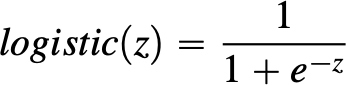 logistic(z) = 1 / (1 + e^{−z})